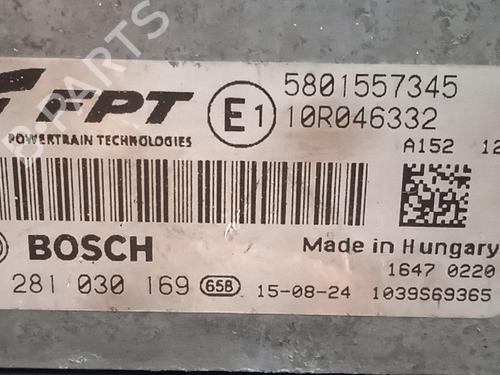 FPT
POWERTRAIN TECHNOLOGIES
E1
5801557345
10R046332
A152 12
BOSCH
Made in Hungary
1647 0220
281 030 169 658 15-08-24 1039S69365
B-PARTS